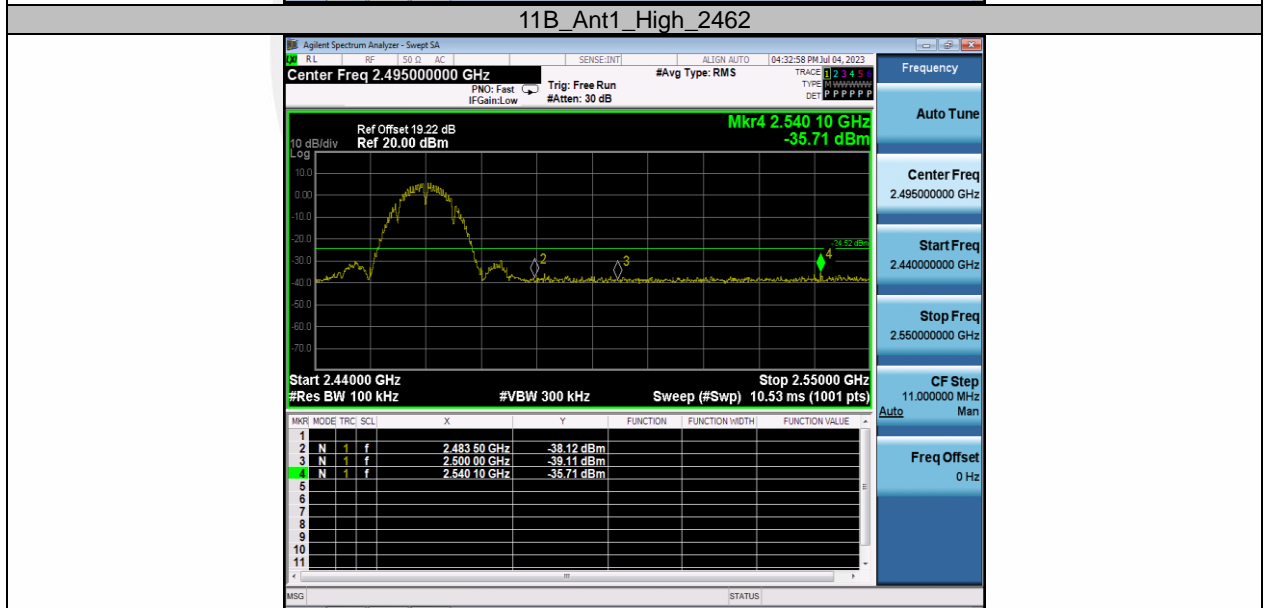 11B_Ant1_High_2462
Agilent Spectrum Analyzer - Swept SA
RL RF 50 Ω AC SENSE:INT ALIGN AUTO 04:32:58 PM Jul 04, 2023
Center Freq 2.495000000 GHz
PNO: Fast
IFGain:Low
Trig: Free Run
#Atten: 30 dB
#Avg Type: RMS
TRACE 1 2 3 4 5 6
TYPE M WWWWW
DET P P P P P P
Mkr4 2.540 10 GHz
-35.71 dBm
Ref Offset 19.22 dB
10 dB/div Ref 20.00 dBm
Log
10.0
0.00
-10.0
-20.0
-30.0
-40.0
-50.0
-60.0
-70.0
-24.52 dBm
2
3
4
Start 2.44000 GHz Stop 2.55000 GHz
#Res BW 100 kHz #VBW 300 kHz Sweep (#Swp) 10.53 ms (1001 pts)
MKR MODE TRC SCL X Y FUNCTION FUNCTION WIDTH FUNCTION VALUE
1
2 N 1 f 2.483 50 GHz -38.12 dBm
3 N 1 f 2.500 00 GHz -39.11 dBm
4 N 1 f 2.540 10 GHz -35.71 dBm
5
6
7
8
9
10
11
MSG STATUS
Frequency
Auto Tune
Center Freq
2.495000000 GHz
Start Freq
2.440000000 GHz
Stop Freq
2.550000000 GHz
CF Step
11.000000 MHz
Auto Man
Freq Offset
0 Hz